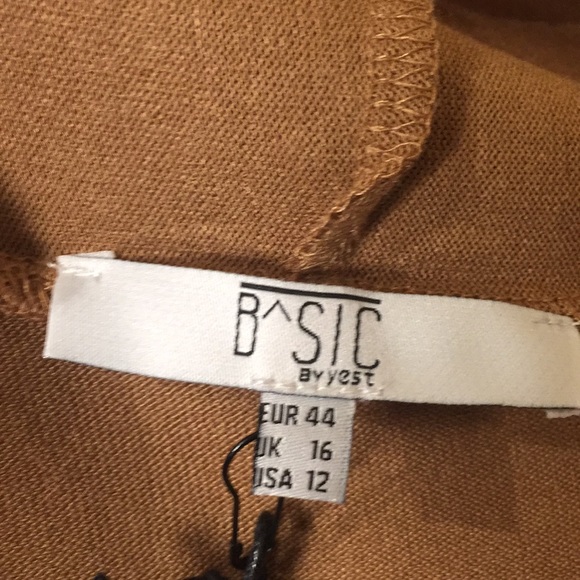 B^SIC
BY yest
EUR 44
UK 16
USA 12